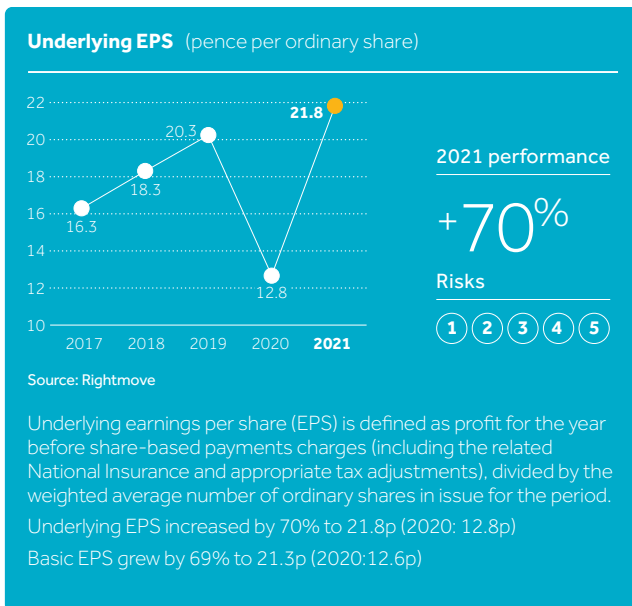 Underlying EPS (pence per ordinary share)
22
20
18
16
14
12
10
16.3
18.3
20.3
12.8
21.8
2017 2018 2019 2020 2021
Source: Rightmove
2021 performance
+70%
Risks
1 2 3 4 5
Underlying earnings per share (EPS) is defined as profit for the year
before share-based payments charges (including the related
National Insurance and appropriate tax adjustments), divided by the
weighted average number of ordinary shares in issue for the period.
Underlying EPS increased by 70% to 21.8p (2020: 12.8p)
Basic EPS grew by 69% to 21.3p (2020:12.6p)